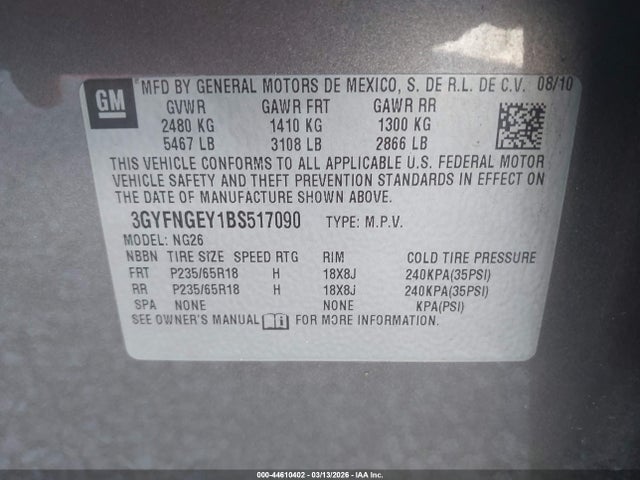 GM
MFD BY GENERAL MOTORS DE MEXICO, S. DE R.L. DE C.V. 08/10
GVWR GAWR FRT GAWR RR
2480 KG 1410 KG 1300 KG
5467 LB 3108 LB 2866 LB
THIS VEHICLE CONFORMS TO ALL APPLICABLE U.S. FEDERAL MOTOR
VEHICLE SAFETY AND THEFT PREVENTION STANDARDS IN EFFECT ON
THE DATE OF MANUFACTURE SHOWN ABOVE.
3GYFNGEY1BS517090 TYPE: M.P.V.
MODEL: NG26
NBBN TIRE SIZE SPEED RTG RIM COLD TIRE PRESSURE
FRT P235/65R18 H 18X8J 240KPA(35PSI)
RR P235/65R18 H 18X8J 240KPA(35PSI)
SPA NONE NONE KPA(PSI)
SEE OWNER'S MANUAL FOR MORE INFORMATION.
000-44610402 - 03/13/2026 - IAA Inc.